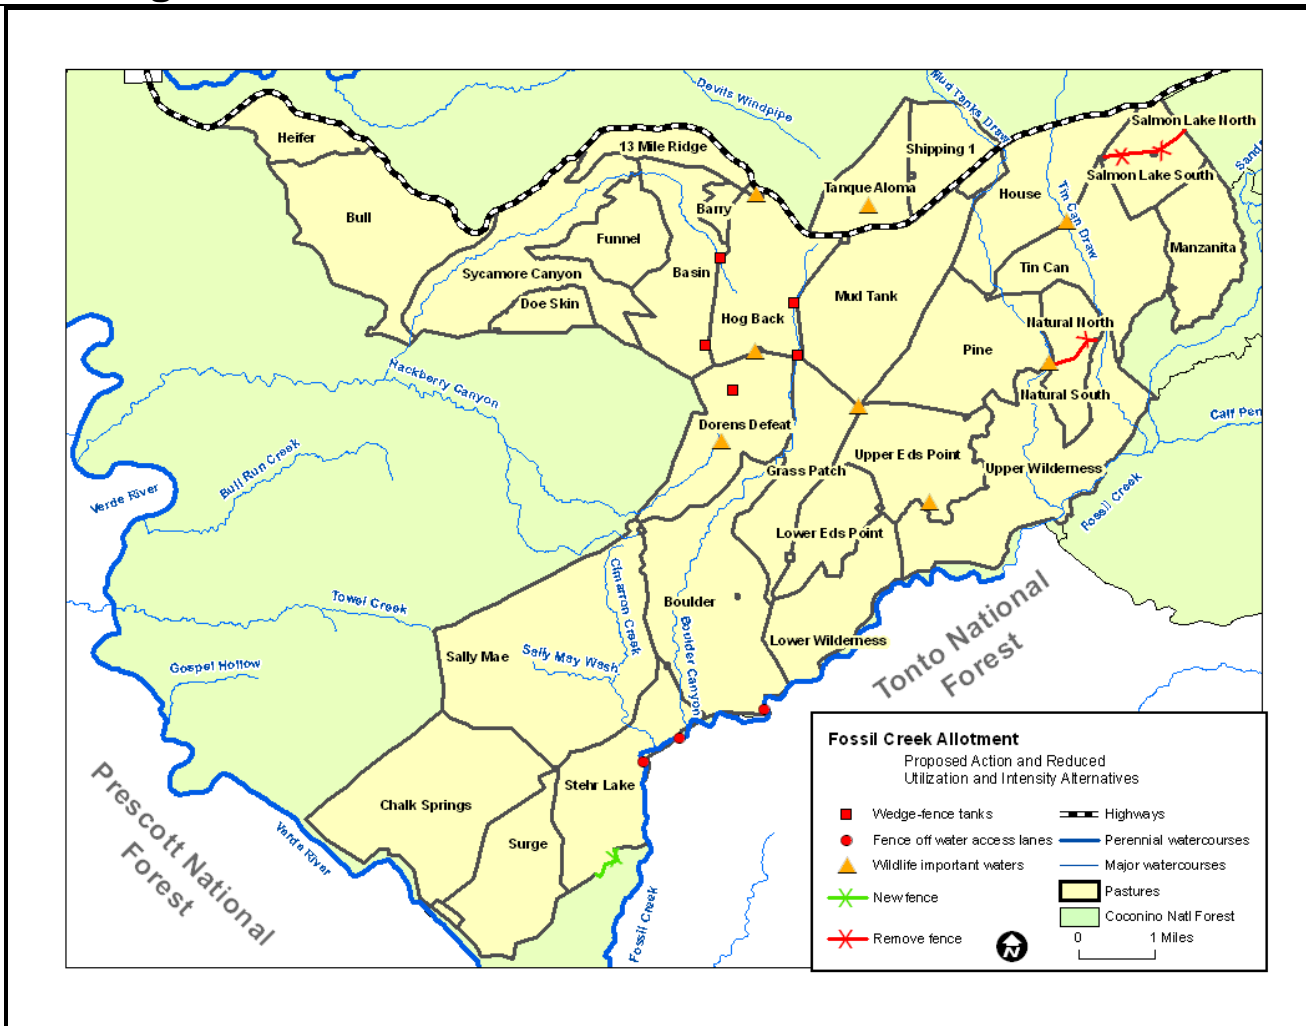 Devils Windpipe
Mud Tanks Draw
Salmon Lake North
Heifer
13 Mile Ridge
Shipping 1
Salmon Lake South
Tanque Aloma
House
Tin Can Draw
Bull
Barry
Funnel
Manzanita
Sycamore Canyon
Basin
Tin Can
Doe Skin
Mud Tank
Hog Back
Natural North
Pine
Hackberry Canyon
Natural South
Calf Pen
Dorens Defeat
Bull Run Creek
Upper Eds Point
Grass Patch
Upper Wilderness
Verde River
Fossil Creek
Lower Eds Point
Cimarron Creek
Towel Creek
Boulder
Boulder Canyon
Lower Wilderness
Sally Mae
Sally May Wash
Gospel Hollow
Tonto National
Forest
Stehr Lake
Chalk Springs
Surge
Verde River
Prescott National
Forest
Fossil Creek
Fossil Creek Allotment
Proposed Action and Reduced
Utilization and Intensity Alternatives
Wedge-fence tanks
Highways
Fence off water access lanes
Perennial watercourses
Wildlife important waters
Major watercourses
New fence
Pastures
Coconino Natl Forest
Remove fence
N
0 1 Miles